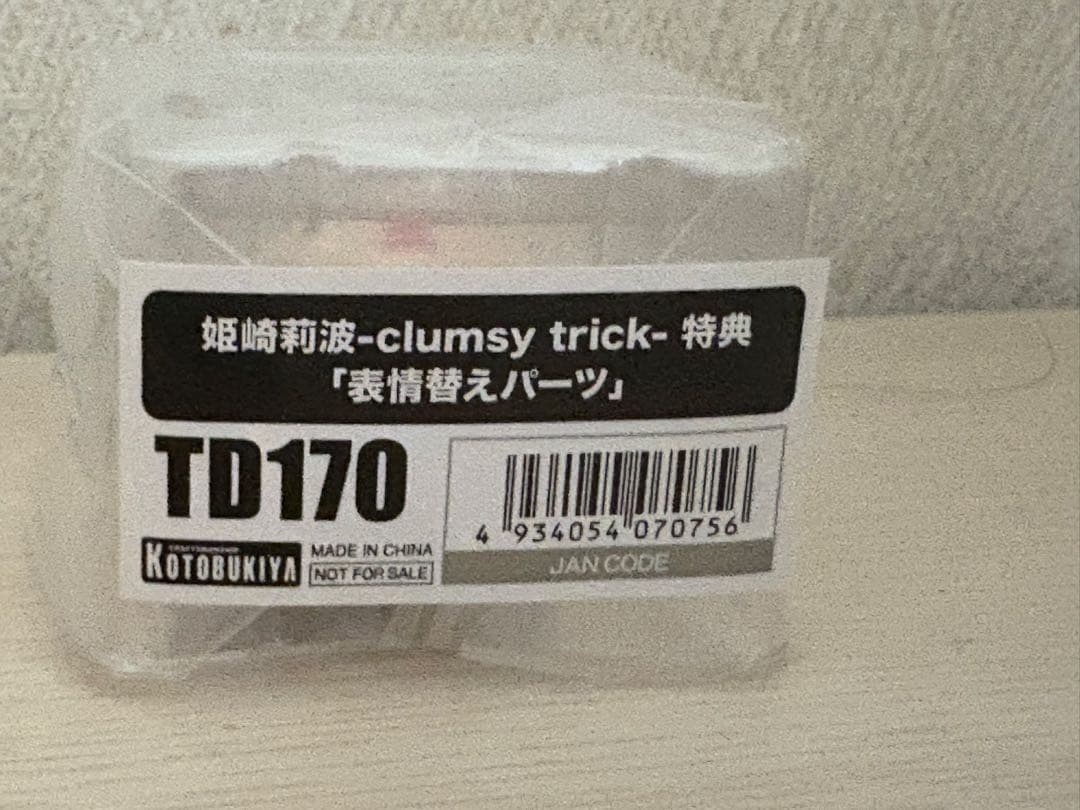 姫崎莉波-clumsy trick- 特典
「表情替えパーツ」
TD170
KOTOBUKIYA
MADE IN CHINA
NOT FOR SALE
4 934054 070756
JAN CODE